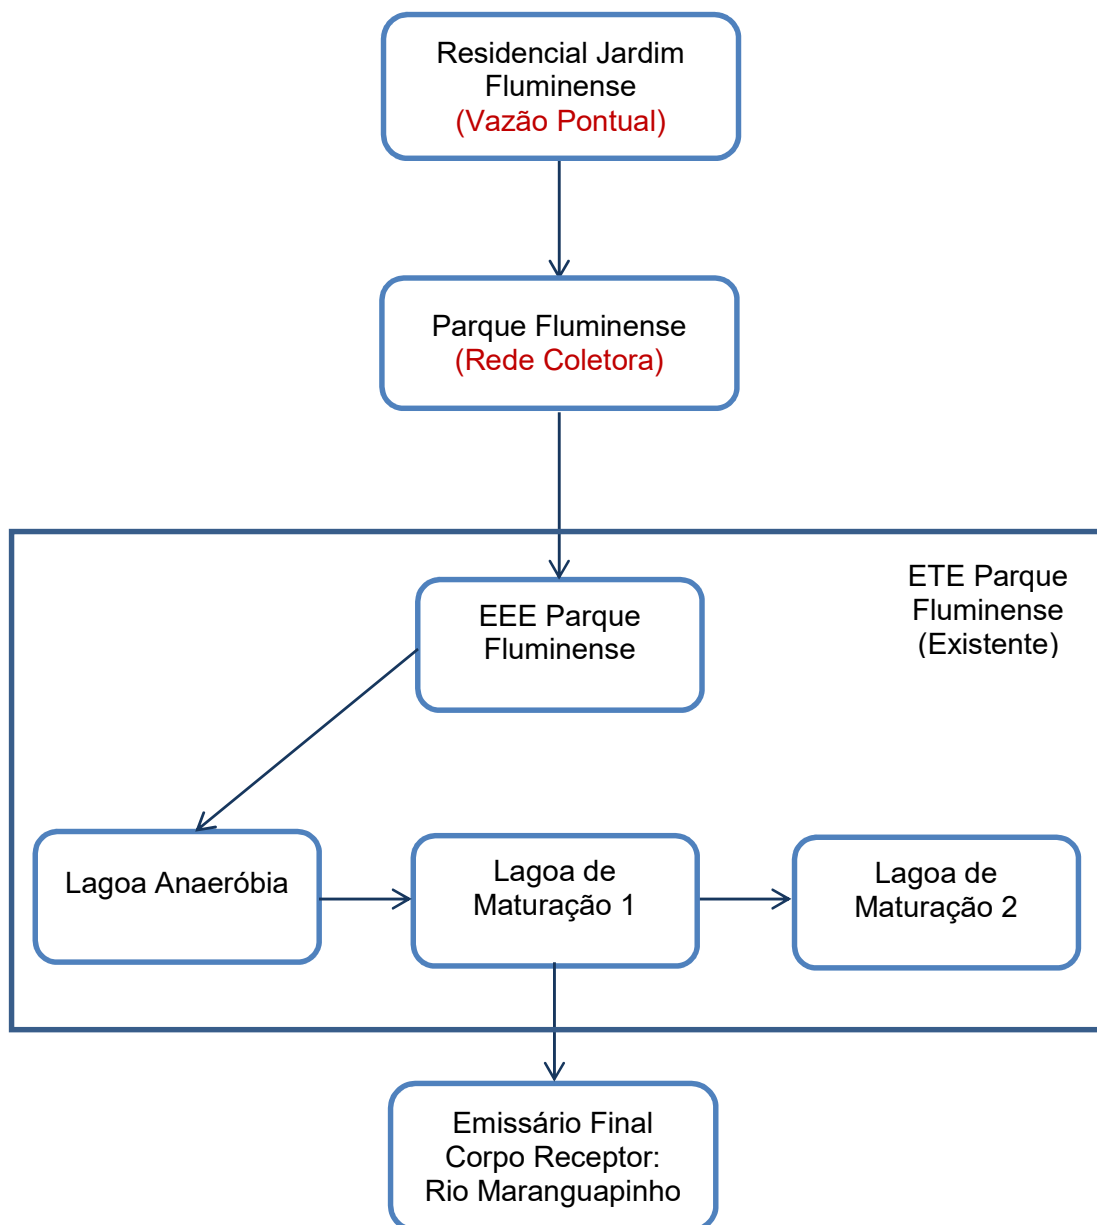 Residencial Jardim
Fluminense
(Vazão Pontual)
Parque Fluminense
(Rede Coletora)
ETE Parque
Fluminense
(Existente)
EEE Parque
Fluminense
Lagoa Anaeróbia
Lagoa de
Maturação 1
Lagoa de
Maturação 2
Emissário Final
Corpo Receptor:
Rio Maranguapinho